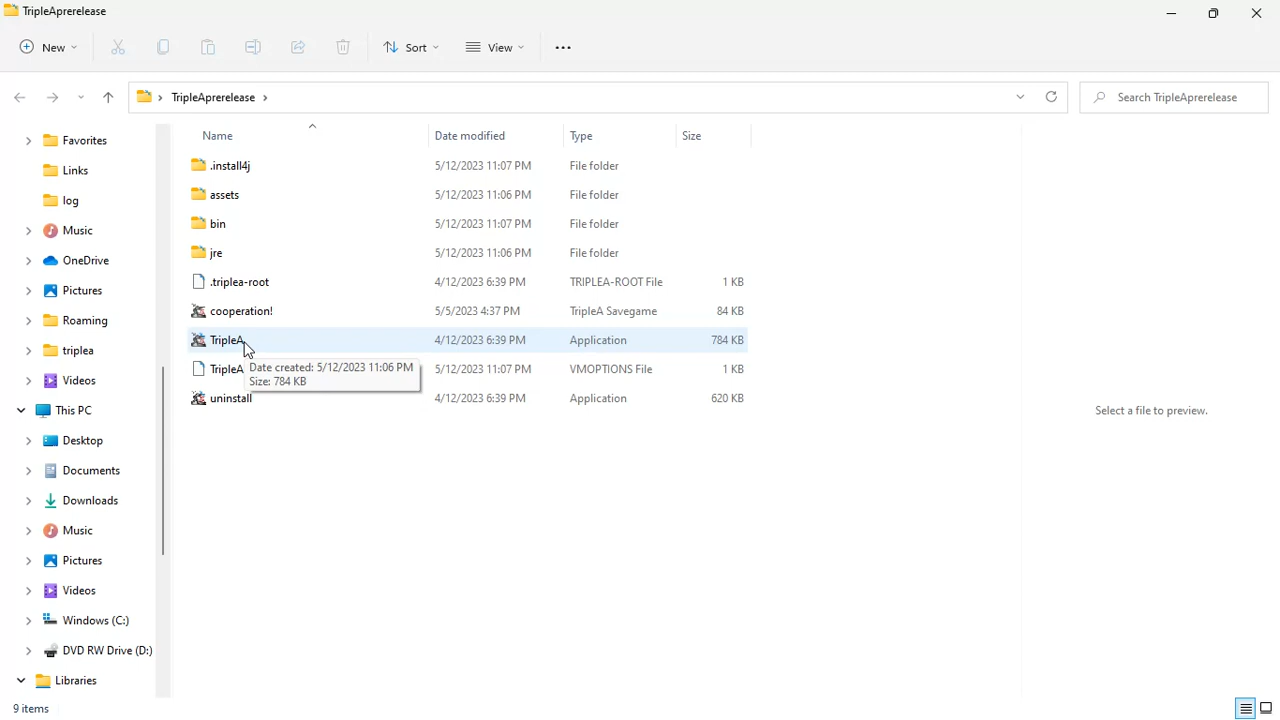 TripleAprerelease
New
Sort
View
TripleAprerelease
Search TripleAprerelease
Favorites
Links
log
Music
OneDrive
Pictures
Roaming
triplea
Videos
This PC
Desktop
Documents
Downloads
Music
Pictures
Videos
Windows (C:)
DVD RW Drive (D:)
Libraries
Name Date modified Type Size
.install4j 5/12/2023 11:07 PM File folder
assets 5/12/2023 11:06 PM File folder
bin 5/12/2023 11:07 PM File folder
jre 5/12/2023 11:06 PM File folder
.triplea-root 4/12/2023 6:39 PM TRIPLEA-ROOT File 1 KB
cooperation! 5/5/2023 4:37 PM TripleA Savegame 84 KB
TripleA 4/12/2023 6:39 PM Application 784 KB
TripleA 5/12/2023 11:07 PM VMOPTIONS File 1 KB
Date created: 5/12/2023 11:06 PM
Size: 784 KB
uninstall 4/12/2023 6:39 PM Application 620 KB
Select a file to preview.
9 items